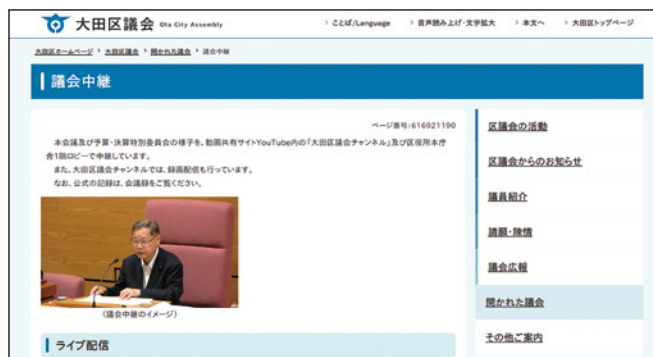 大田区議会 Ota City Assembly
ことば/Language 音声読み上げ・文字拡大 本文へ 大田区トップページ
大田区ホームページ 大田区議会 開かれた議会 議会中継
議会中継
ページ番号:616921190
本会議及び予算・決算特別委員会の様子を、動画共有サイトYouTube内の「大田区議会チャンネル」及び区役所本庁
舎1階ロビーで中継しています。
また、大田区議会チャンネルでは、録画配信も行っています。
なお、公式の記録は、会議録をご覧ください。
(議会中継のイメージ)
ライブ配信
区議会の活動
区議会からのお知らせ
議員紹介
請願・陳情
議会広報
開かれた議会
その他ご案内